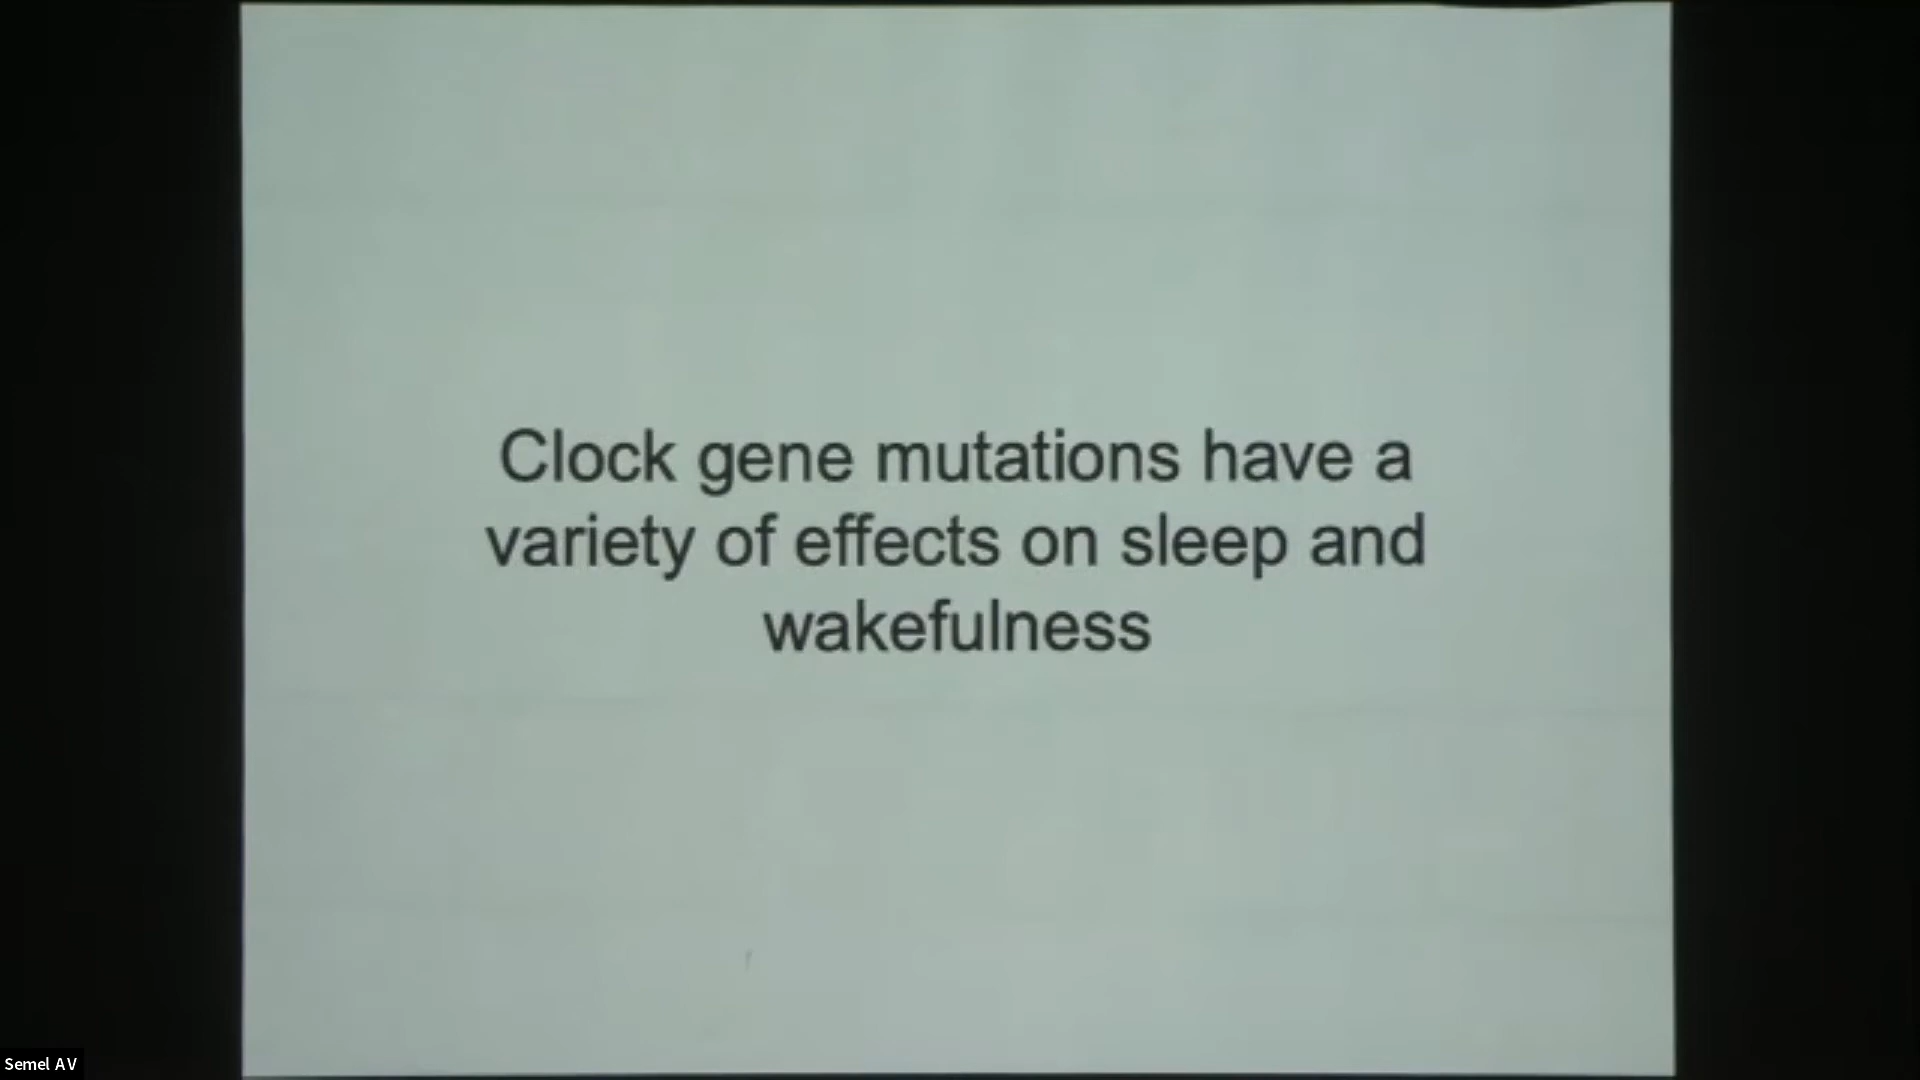 Clock gene mutations have a
variety of effects on sleep and
wakefulness
Semel AV